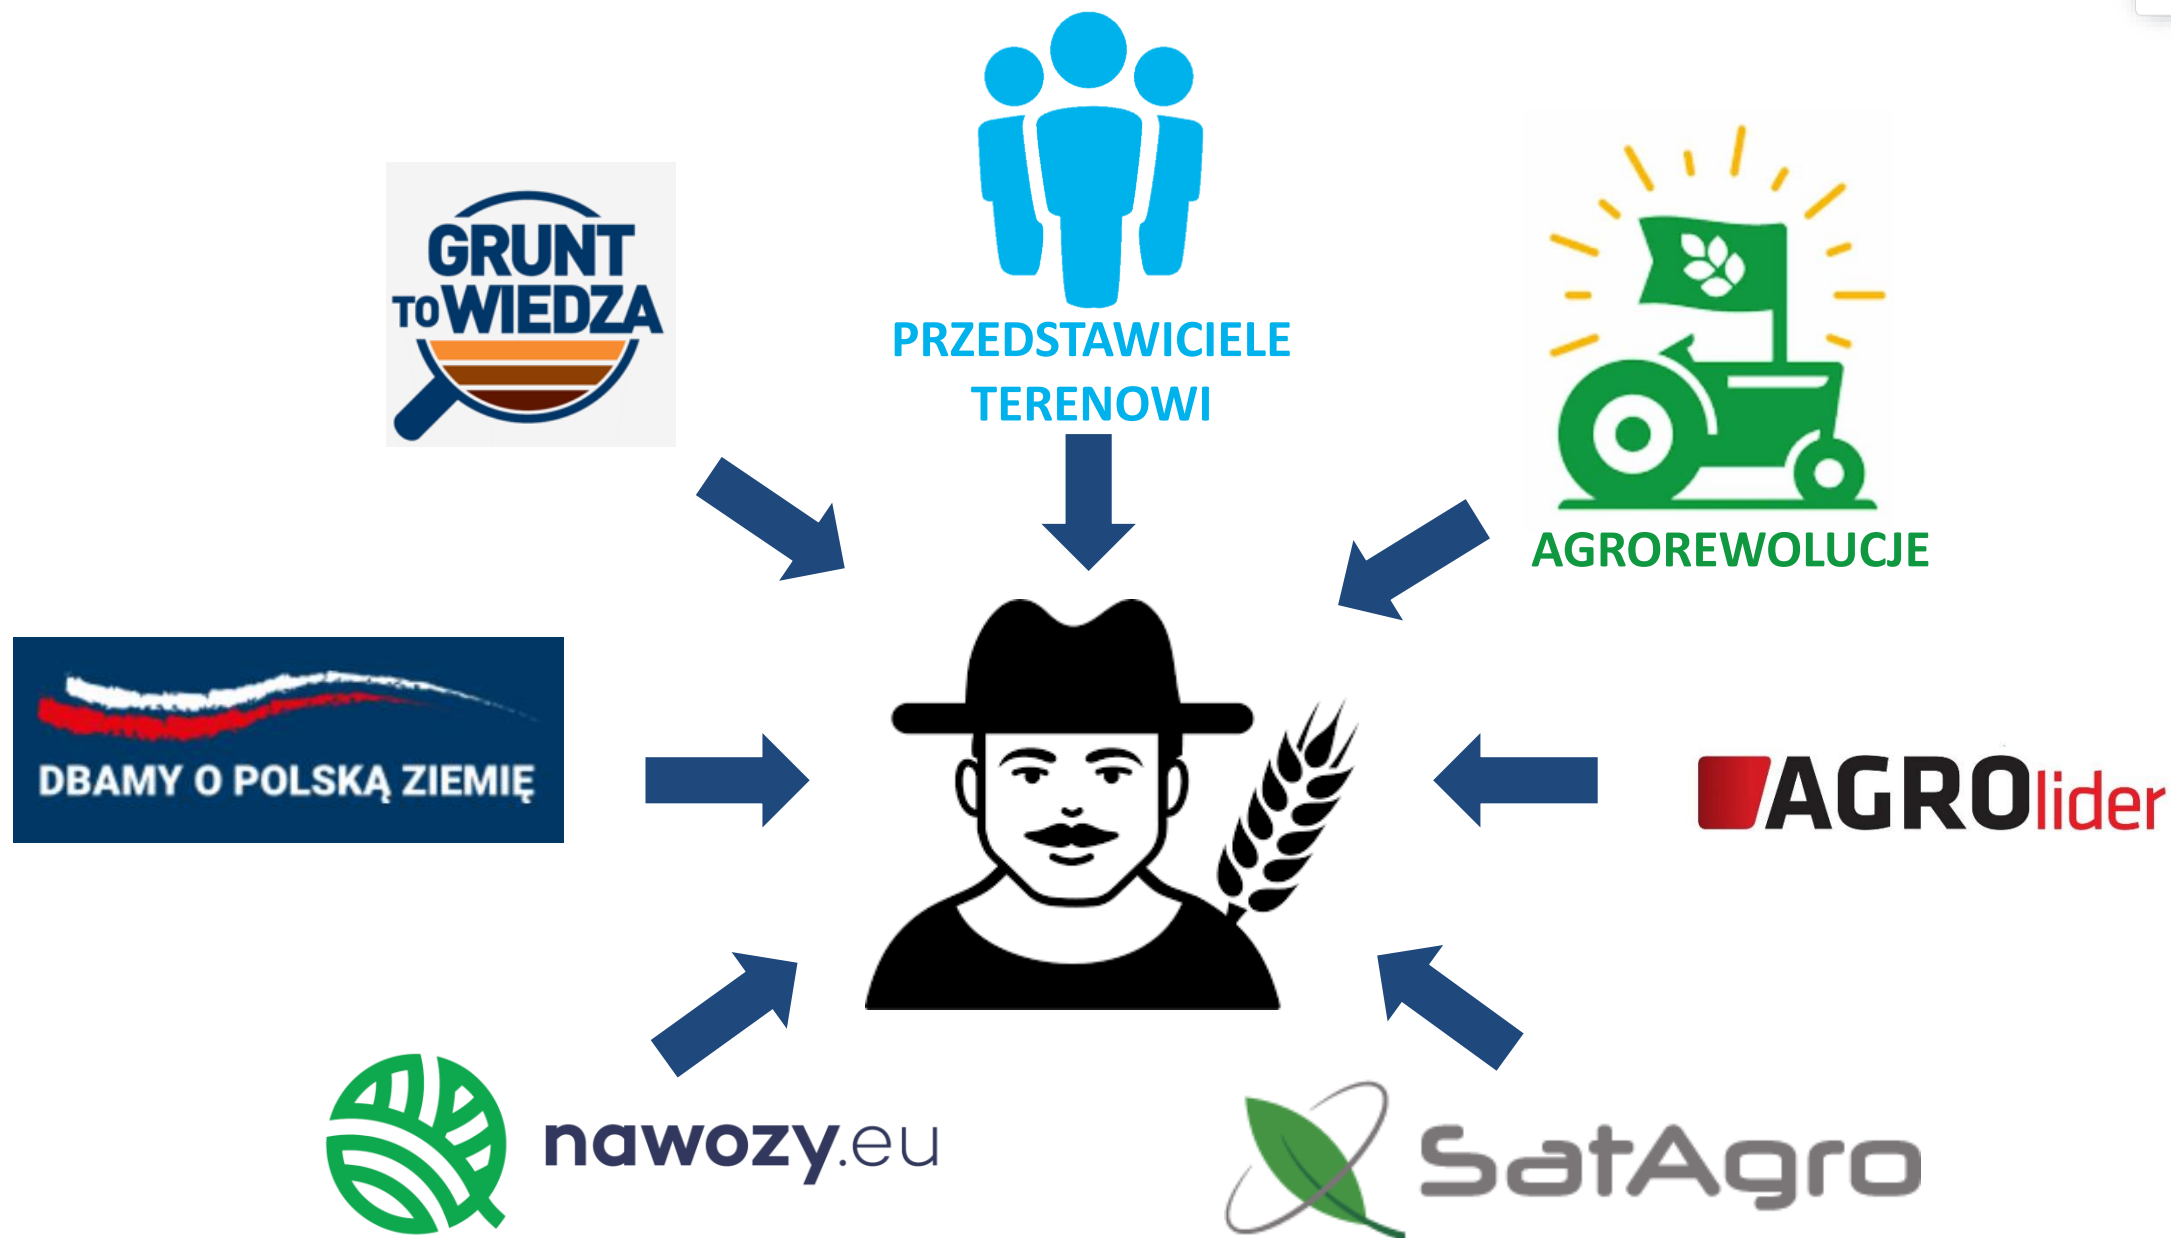 GRUNT
TO WIEDZA
PRZEDSTAWICIELE
TERENOWI
AGROREWOLUCJE
DBAMY O POLSKĄ ZIEMIĘ
AGROlider
nawozy.eu
SatAgro